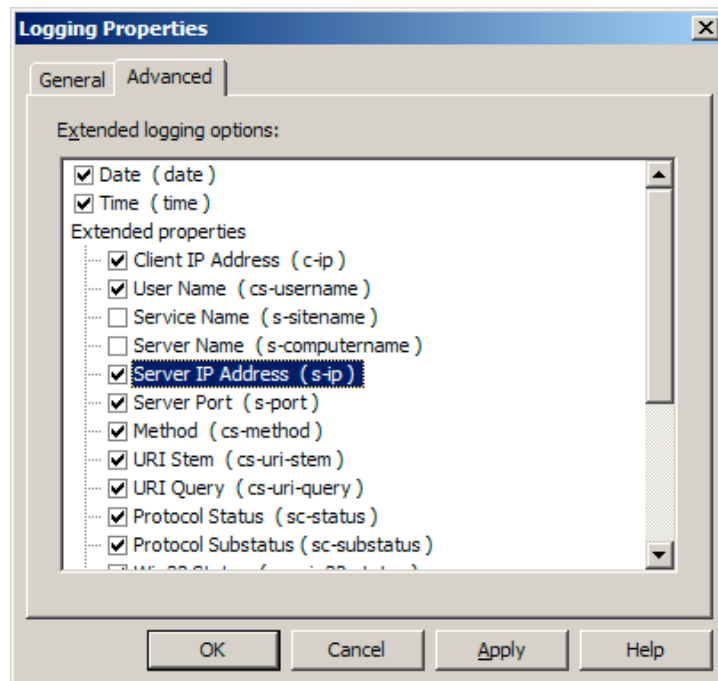 Logging Properties
General Advanced
Extended logging options:
Date ( date )
Time ( time )
Extended properties
Client IP Address ( c-ip )
User Name ( cs-username )
Service Name ( s-sitename )
Server Name ( s-computername )
Server IP Address ( s-ip )
Server Port ( s-port )
Method ( cs-method )
URI Stem ( cs-uri-stem )
URI Query ( cs-uri-query )
Protocol Status ( sc-status )
Protocol Substatus ( sc-substatus )
OK Cancel Apply Help